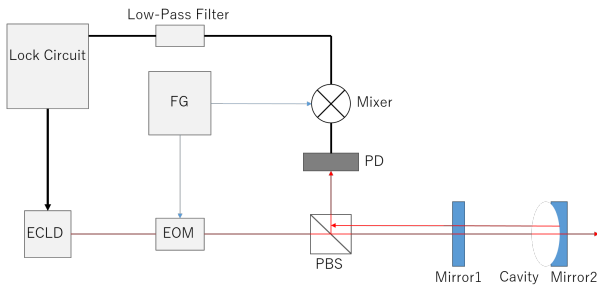 Low-Pass Filter
Lock Circuit
FG
Mixer
PD
ECLD
EOM
PBS
Mirror1
Cavity
Mirror2